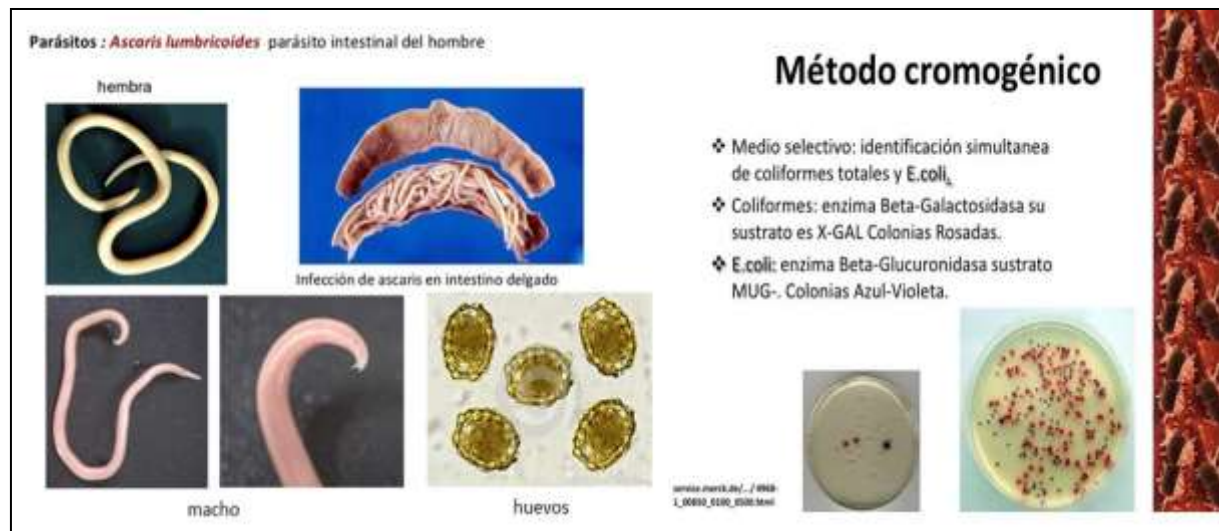 Parásitos : Ascaris lumbricoides parásito intestinal del hombre
hembra
Infección de ascaris en intestino delgado
macho
huevos
Método cromogénico
❖ Medio selectivo: identificación simultanea
de coliformes totales y E.coli.
❖ Coliformes: enzima Beta-Galactosidasa su
sustrato es X-GAL Colonias Rosadas.
❖ E.coli: enzima Beta-Glucuronidasa sustrato
MUG-. Colonias Azul-Violeta.